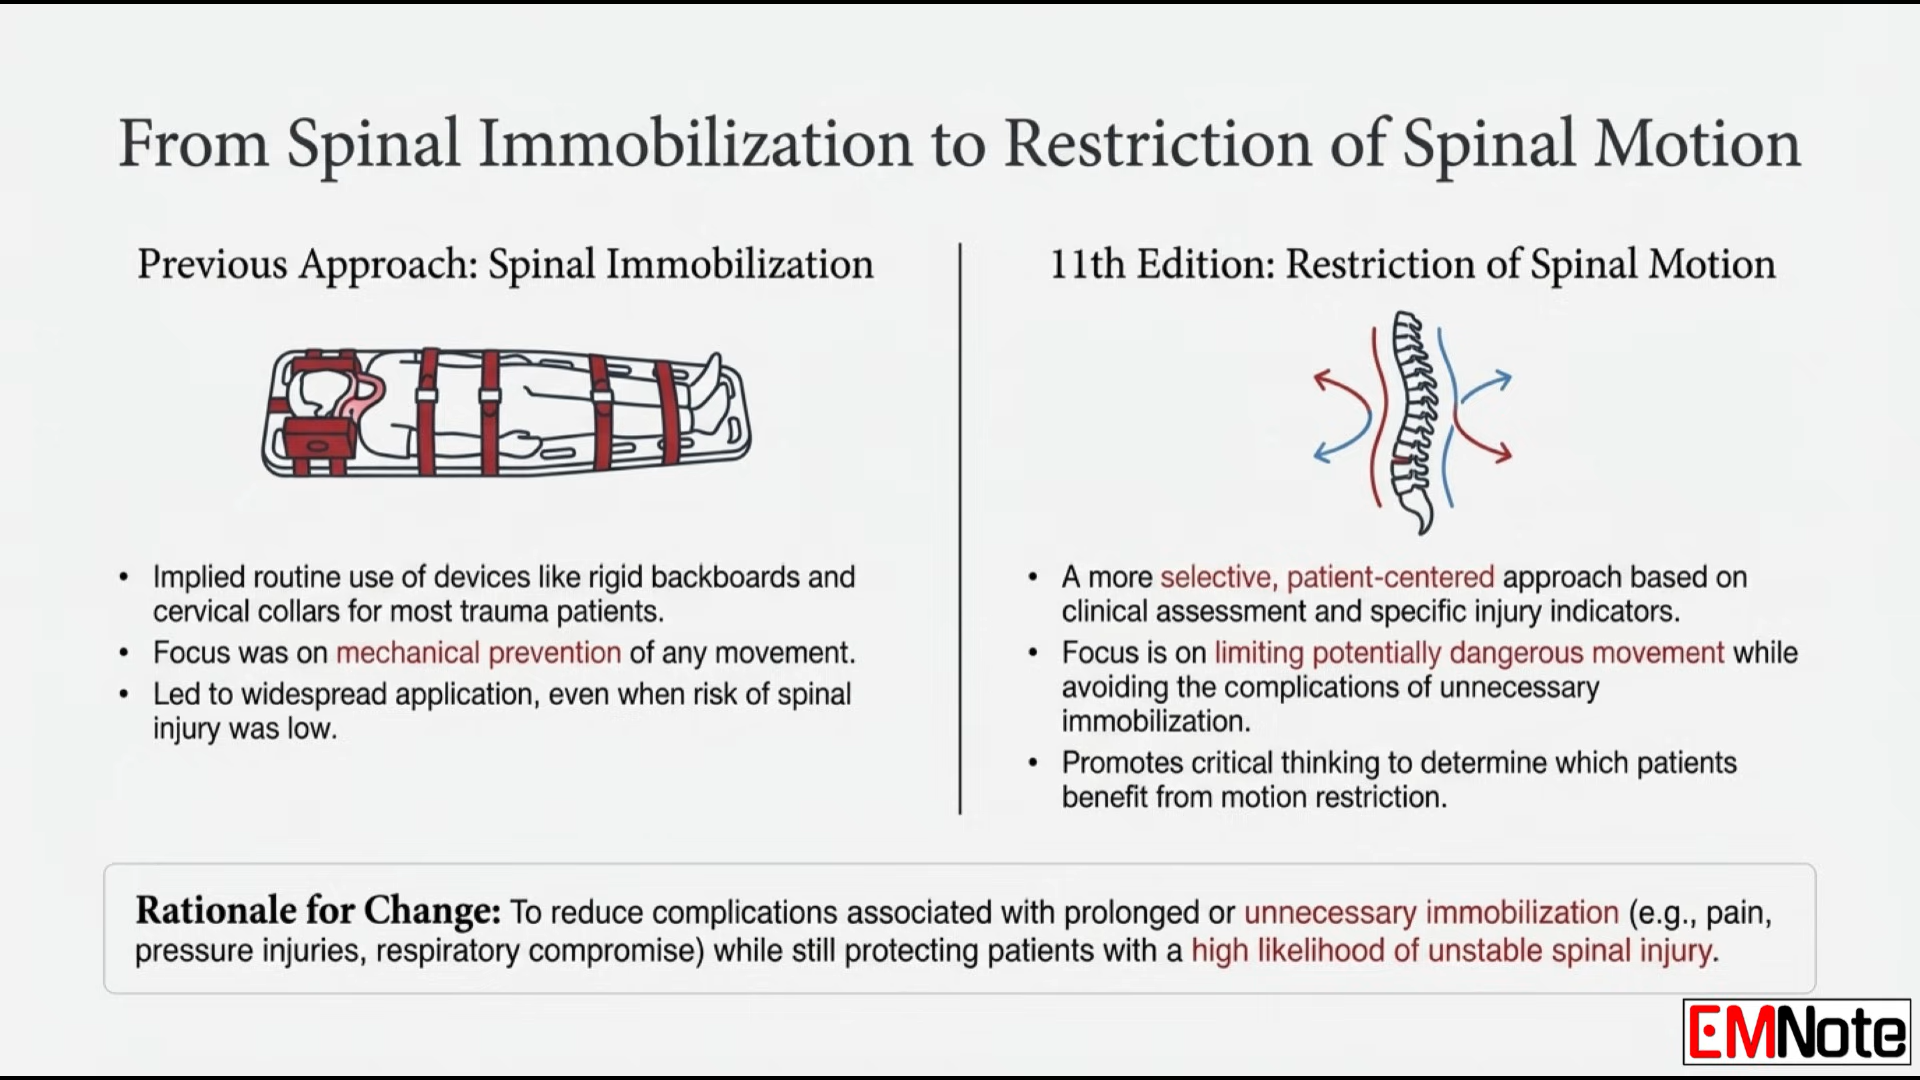 From Spinal Immobilization to Restriction of Spinal Motion
Previous Approach: Spinal Immobilization
• Implied routine use of devices like rigid backboards and
cervical collars for most trauma patients.
• Focus was on mechanical prevention of any movement.
• Led to widespread application, even when risk of spinal
injury was low.
11th Edition: Restriction of Spinal Motion
• A more selective, patient-centered approach based on
clinical assessment and specific injury indicators.
• Focus is on limiting potentially dangerous movement while
avoiding the complications of unnecessary
immobilization.
• Promotes critical thinking to determine which patients
benefit from motion restriction.
Rationale for Change: To reduce complications associated with prolonged or unnecessary immobilization (e.g., pain,
pressure injuries, respiratory compromise) while still protecting patients with a high likelihood of unstable spinal injury.
EMNote